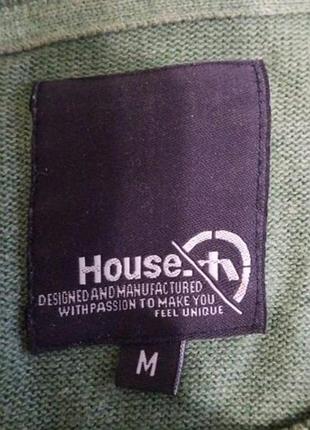 House.
DESIGNED AND MANUFACTURED
WITH PASSION TO MAKE YOU
FEEL UNIQUE
M